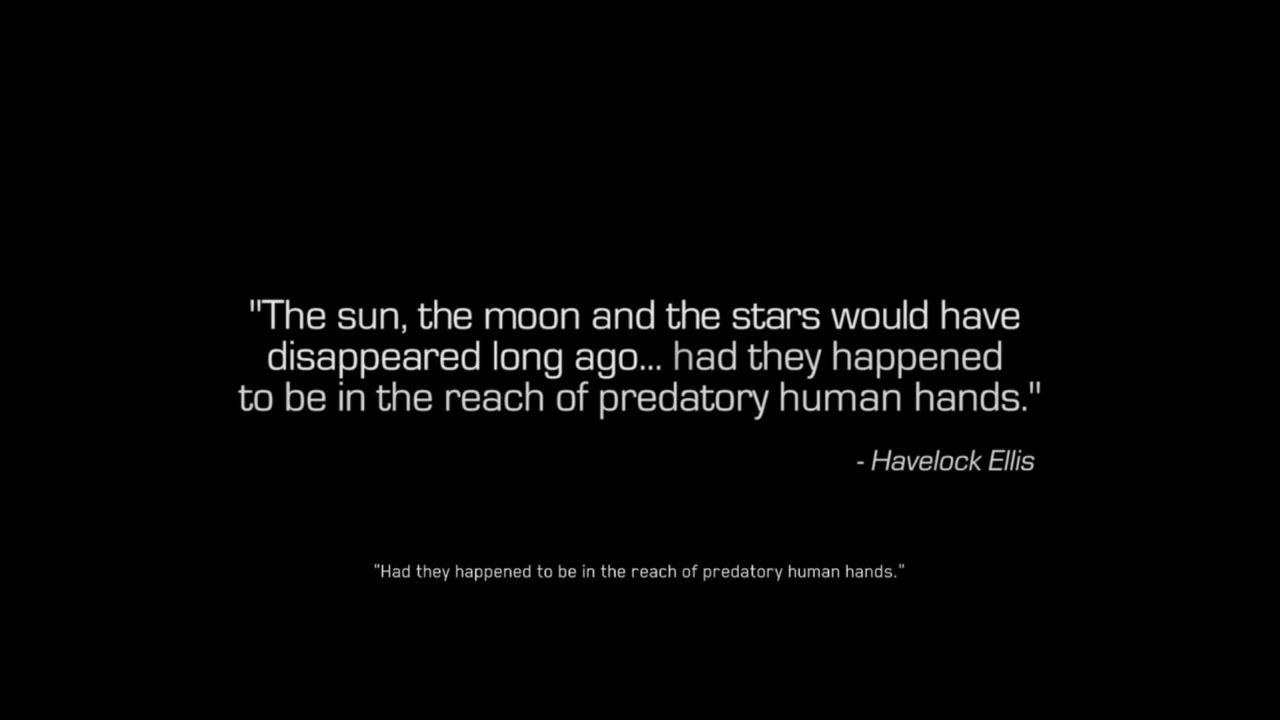 "The sun, the moon and the stars would have
disappeared long ago... had they happened
to be in the reach of predatory human hands."
- Havelock Ellis
"Had they happened to be in the reach of predatory human hands."